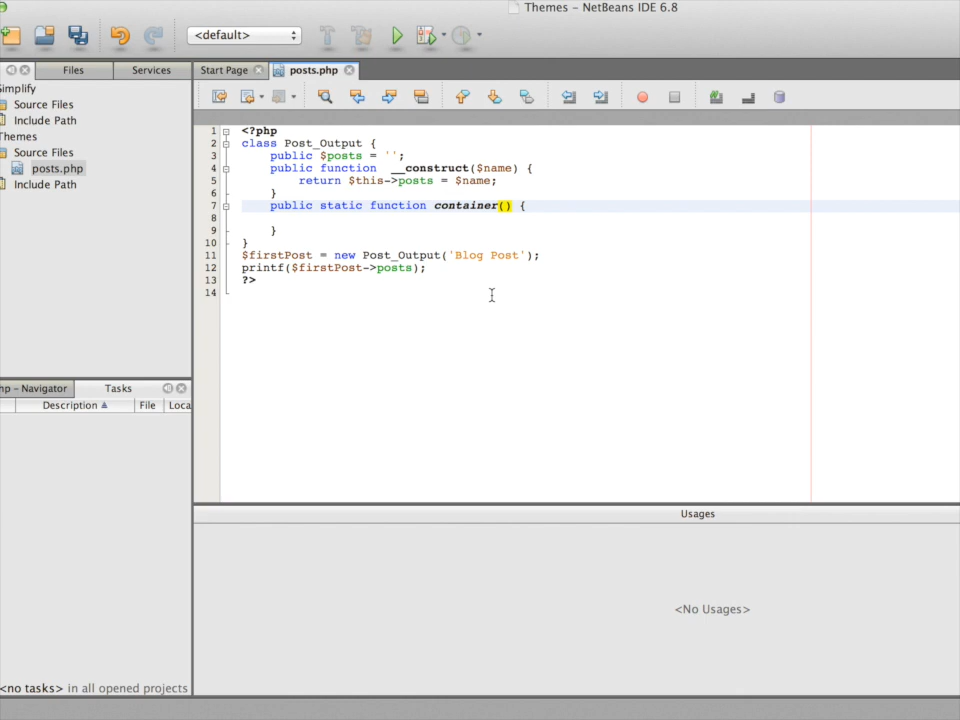 Themes – NetBeans IDE 6.8
<default>
Files
Services
Start Page
posts.php
Simplify
Source Files
Include Path
Themes
Source Files
posts.php
Include Path
1 <?php
2 class Post_Output {
3 public $posts = '';
4 public function __construct($name) {
5 return $this->posts = $name;
6 }
7 public static function container() {
8
9 }
10 }
11 $firstPost = new Post_Output('Blog Post');
12 printf($firstPost->posts);
13 ?>
14
hp – Navigator
Tasks
Description
File
Loca
<no tasks> in all opened projects
Usages
<No Usages>